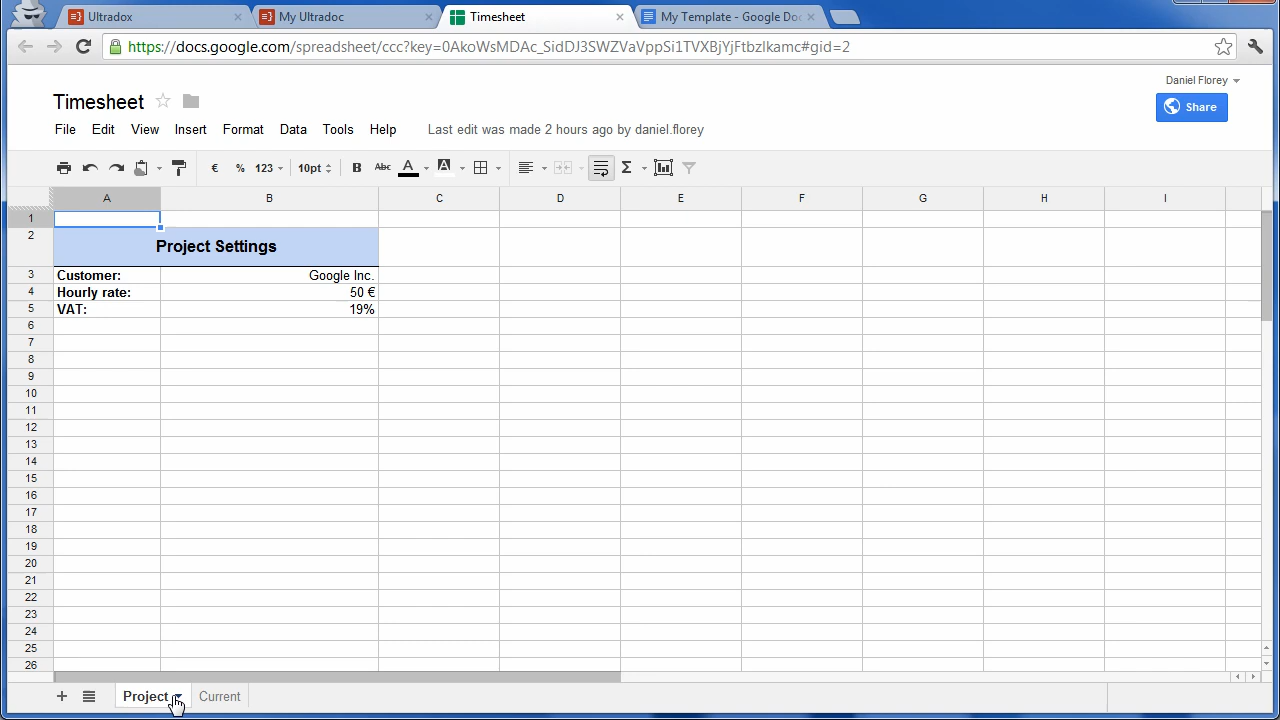 Ultradox
My Ultradoc
Timesheet
My Template - Google Doc
https://docs.google.com/spreadsheet/ccc?key=0AkoWsMDAc_SidDJ3SWZVaVppSi1TVXBjYjFtbzlkamc#gid=2
Daniel Florey
Timesheet
Share
File Edit View Insert Format Data Tools Help Last edit was made 2 hours ago by daniel.florey
€ % 123 10pt B Abc A A Σ
A B C D E F G H I
1
2 Project Settings
3 Customer: Google Inc.
4 Hourly rate: 50 €
5 VAT: 19%
6
7
8
9
10
11
12
13
14
15
16
17
18
19
20
21
22
23
24
25
26
+ Project Current